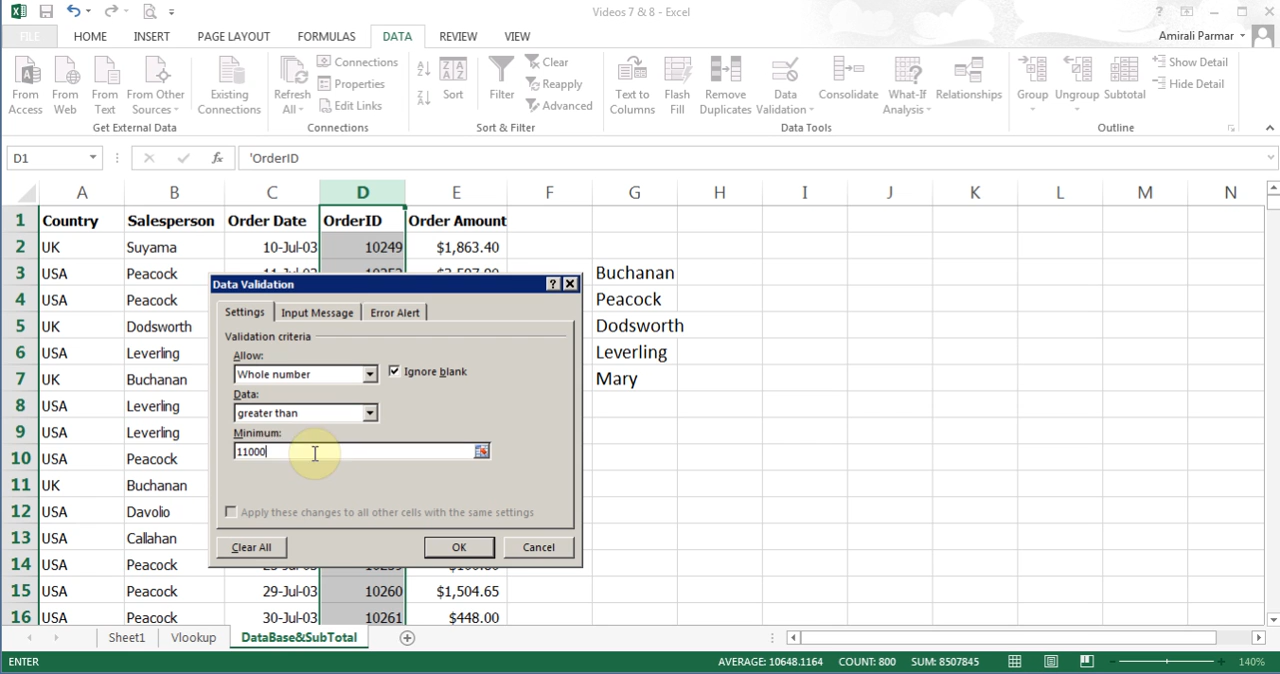 Videos 7 & 8 - Excel
FILE HOME INSERT PAGE LAYOUT FORMULAS DATA REVIEW VIEW Amirali Parmar
From Access
From Web
From Text
From Other Sources
Existing Connections
Get External Data
Refresh All
Connections
Properties
Edit Links
Connections
Sort
Filter
Clear
Reapply
Advanced
Sort & Filter
Text to Columns
Flash Fill
Remove Duplicates
Data Validation
Consolidate
What-If Analysis
Relationships
Data Tools
Group
Ungroup
Subtotal
Show Detail
Hide Detail
Outline
D1 fx 'OrderID
A B C D E F G H I J K L M N
1 Country Salesperson Order Date OrderID Order Amount
2 UK Suyama 10-Jul-03 10249 $1,863.40
3 USA Peacock Buchanan
4 USA Peacock Peacock
5 UK Dodsworth Dodsworth
6 USA Leverling Leverling
7 UK Buchanan Mary
8 USA Leverling
9 USA Leverling
10 USA Peacock
11 UK Buchanan
12 USA Davolio
13 USA Callahan
14 USA Peacock
15 USA Peacock 29-Jul-03 10260 $1,504.65
16 USA Peacock 30-Jul-03 10261 $448.00
Data Validation
Settings Input Message Error Alert
Validation criteria
Allow:
Whole number Ignore blank
Data:
greater than
Minimum:
11000
Apply these changes to all other cells with the same settings
Clear All OK Cancel
Sheet1 Vlookup DataBase&SubTotal
ENTER AVERAGE: 10648.1164 COUNT: 800 SUM: 8507845 140%